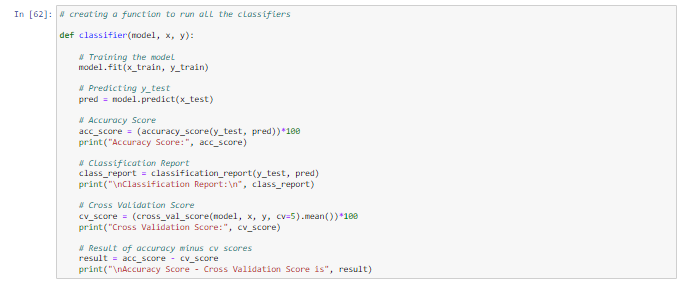 In [62]: # creating a function to run all the classifiers
def classifier(model, x, y):
# Training the model
model.fit(x_train, y_train)
# Predicting y_test
pred = model.predict(x_test)
# Accuracy Score
acc_score = (accuracy_score(y_test, pred))*100
print("Accuracy Score:", acc_score)
# Classification Report
class_report = classification_report(y_test, pred)
print("\nClassification Report:\n", class_report)
# Cross Validation Score
cv_score = (cross_val_score(model, x, y, cv=5).mean())*100
print("Cross Validation Score:", cv_score)
# Result of accuracy minus cv scores
result = acc_score - cv_score
print("\nAccuracy Score - Cross Validation Score is", result)